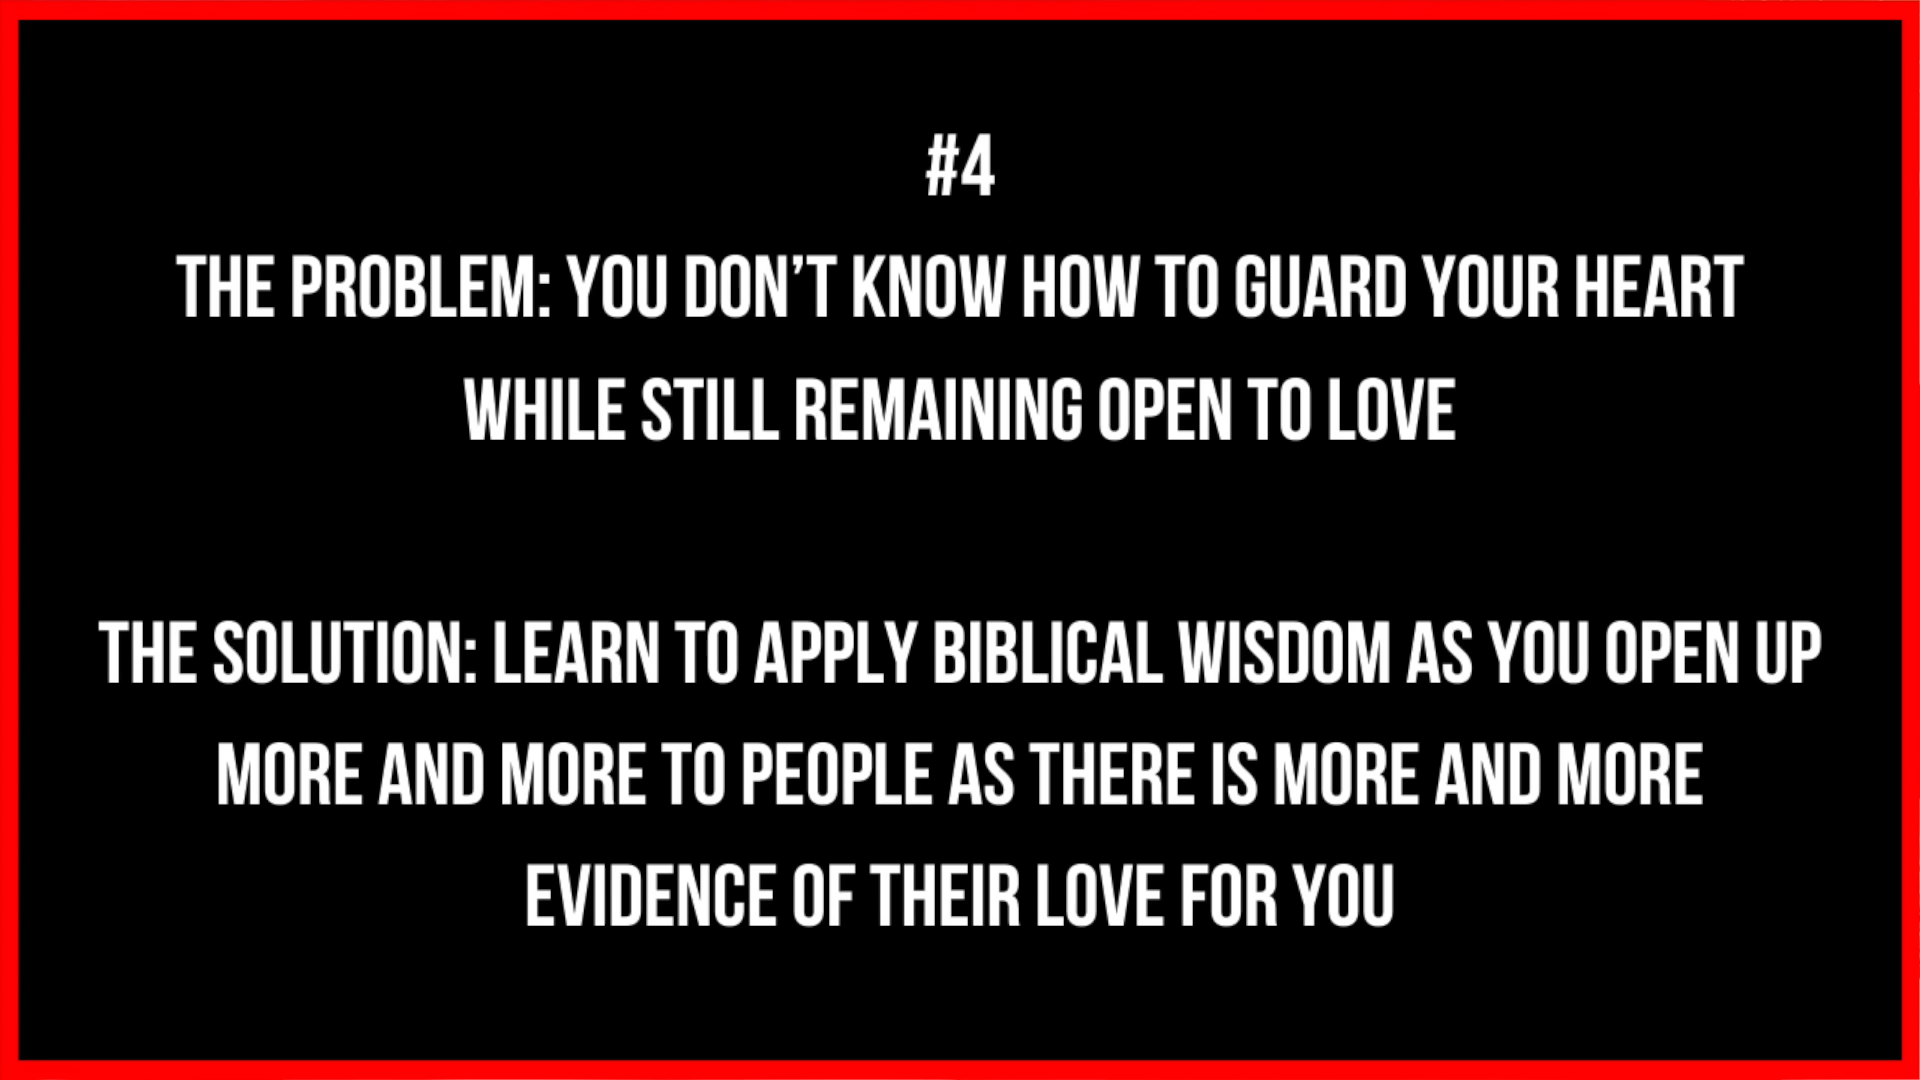 #4
THE PROBLEM: YOU DON’T KNOW HOW TO GUARD YOUR HEART
WHILE STILL REMAINING OPEN TO LOVE
THE SOLUTION: LEARN TO APPLY BIBLICAL WISDOM AS YOU OPEN UP
MORE AND MORE TO PEOPLE AS THERE IS MORE AND MORE
EVIDENCE OF THEIR LOVE FOR YOU